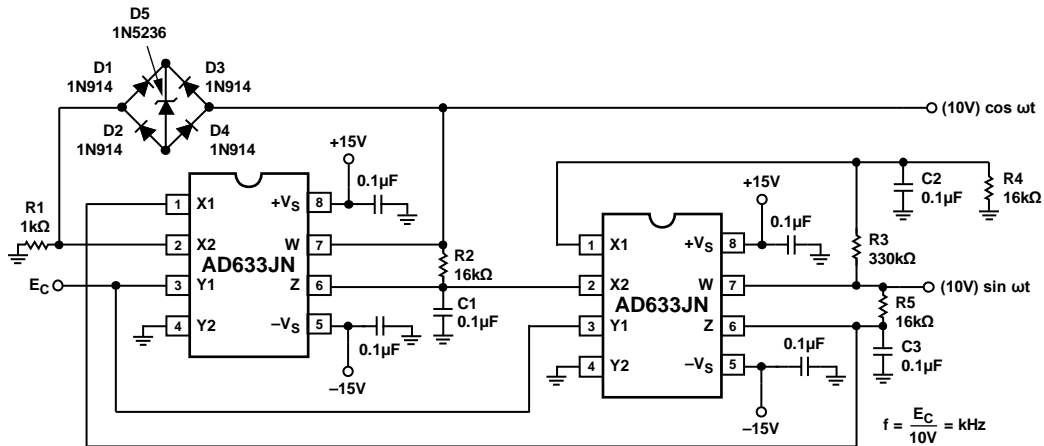 D5
1N5236
D1
1N914
D3
1N914
D2
1N914
D4
1N914
(10V) cos ωt
+15V
0.1µF
R1
1kΩ
1 X1
2 X2
3 Y1
4 Y2
+VS 8
W 7
Z 6
–VS 5
AD633JN
EC
R2
16kΩ
C1
0.1µF
0.1µF
–15V
+15V
0.1µF
C2
0.1µF
R4
16kΩ
R3
330kΩ
1 X1
2 X2
3 Y1
4 Y2
+VS 8
W 7
Z 6
–VS 5
AD633JN
(10V) sin ωt
R5
16kΩ
C3
0.1µF
0.1µF
–15V
f = EC/10V = kHz